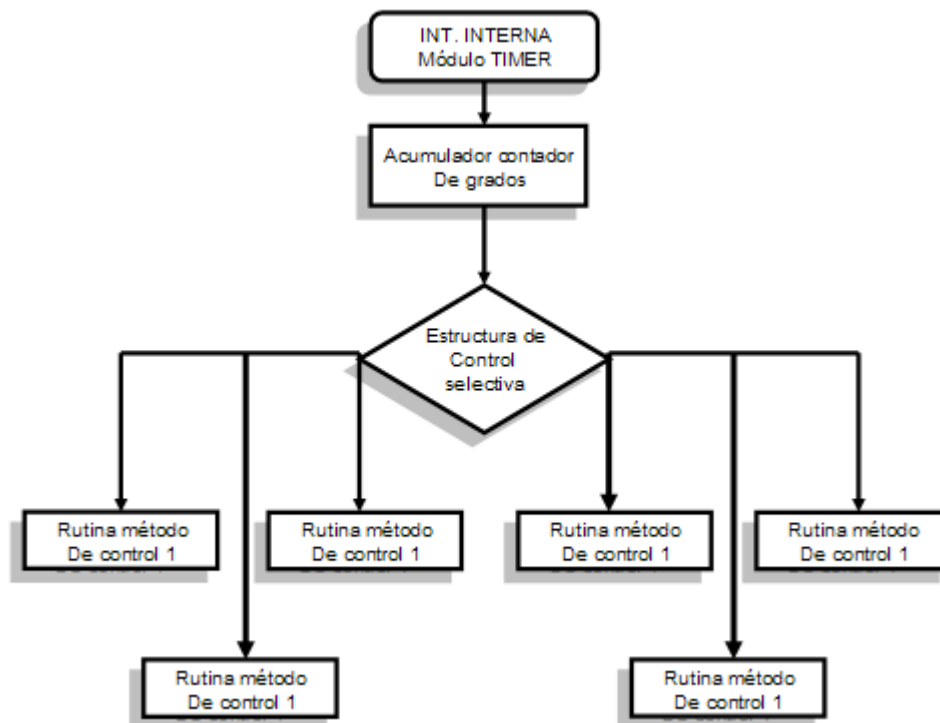 INT. INTERNA
Módulo TIMER
Acumulador contador
De grados
Estructura de
Control
selectiva
Rutina método
De control 1
Rutina método
De control 1
Rutina método
De control 1
Rutina método
De control 1
Rutina método
De control 1
Rutina método
De control 1